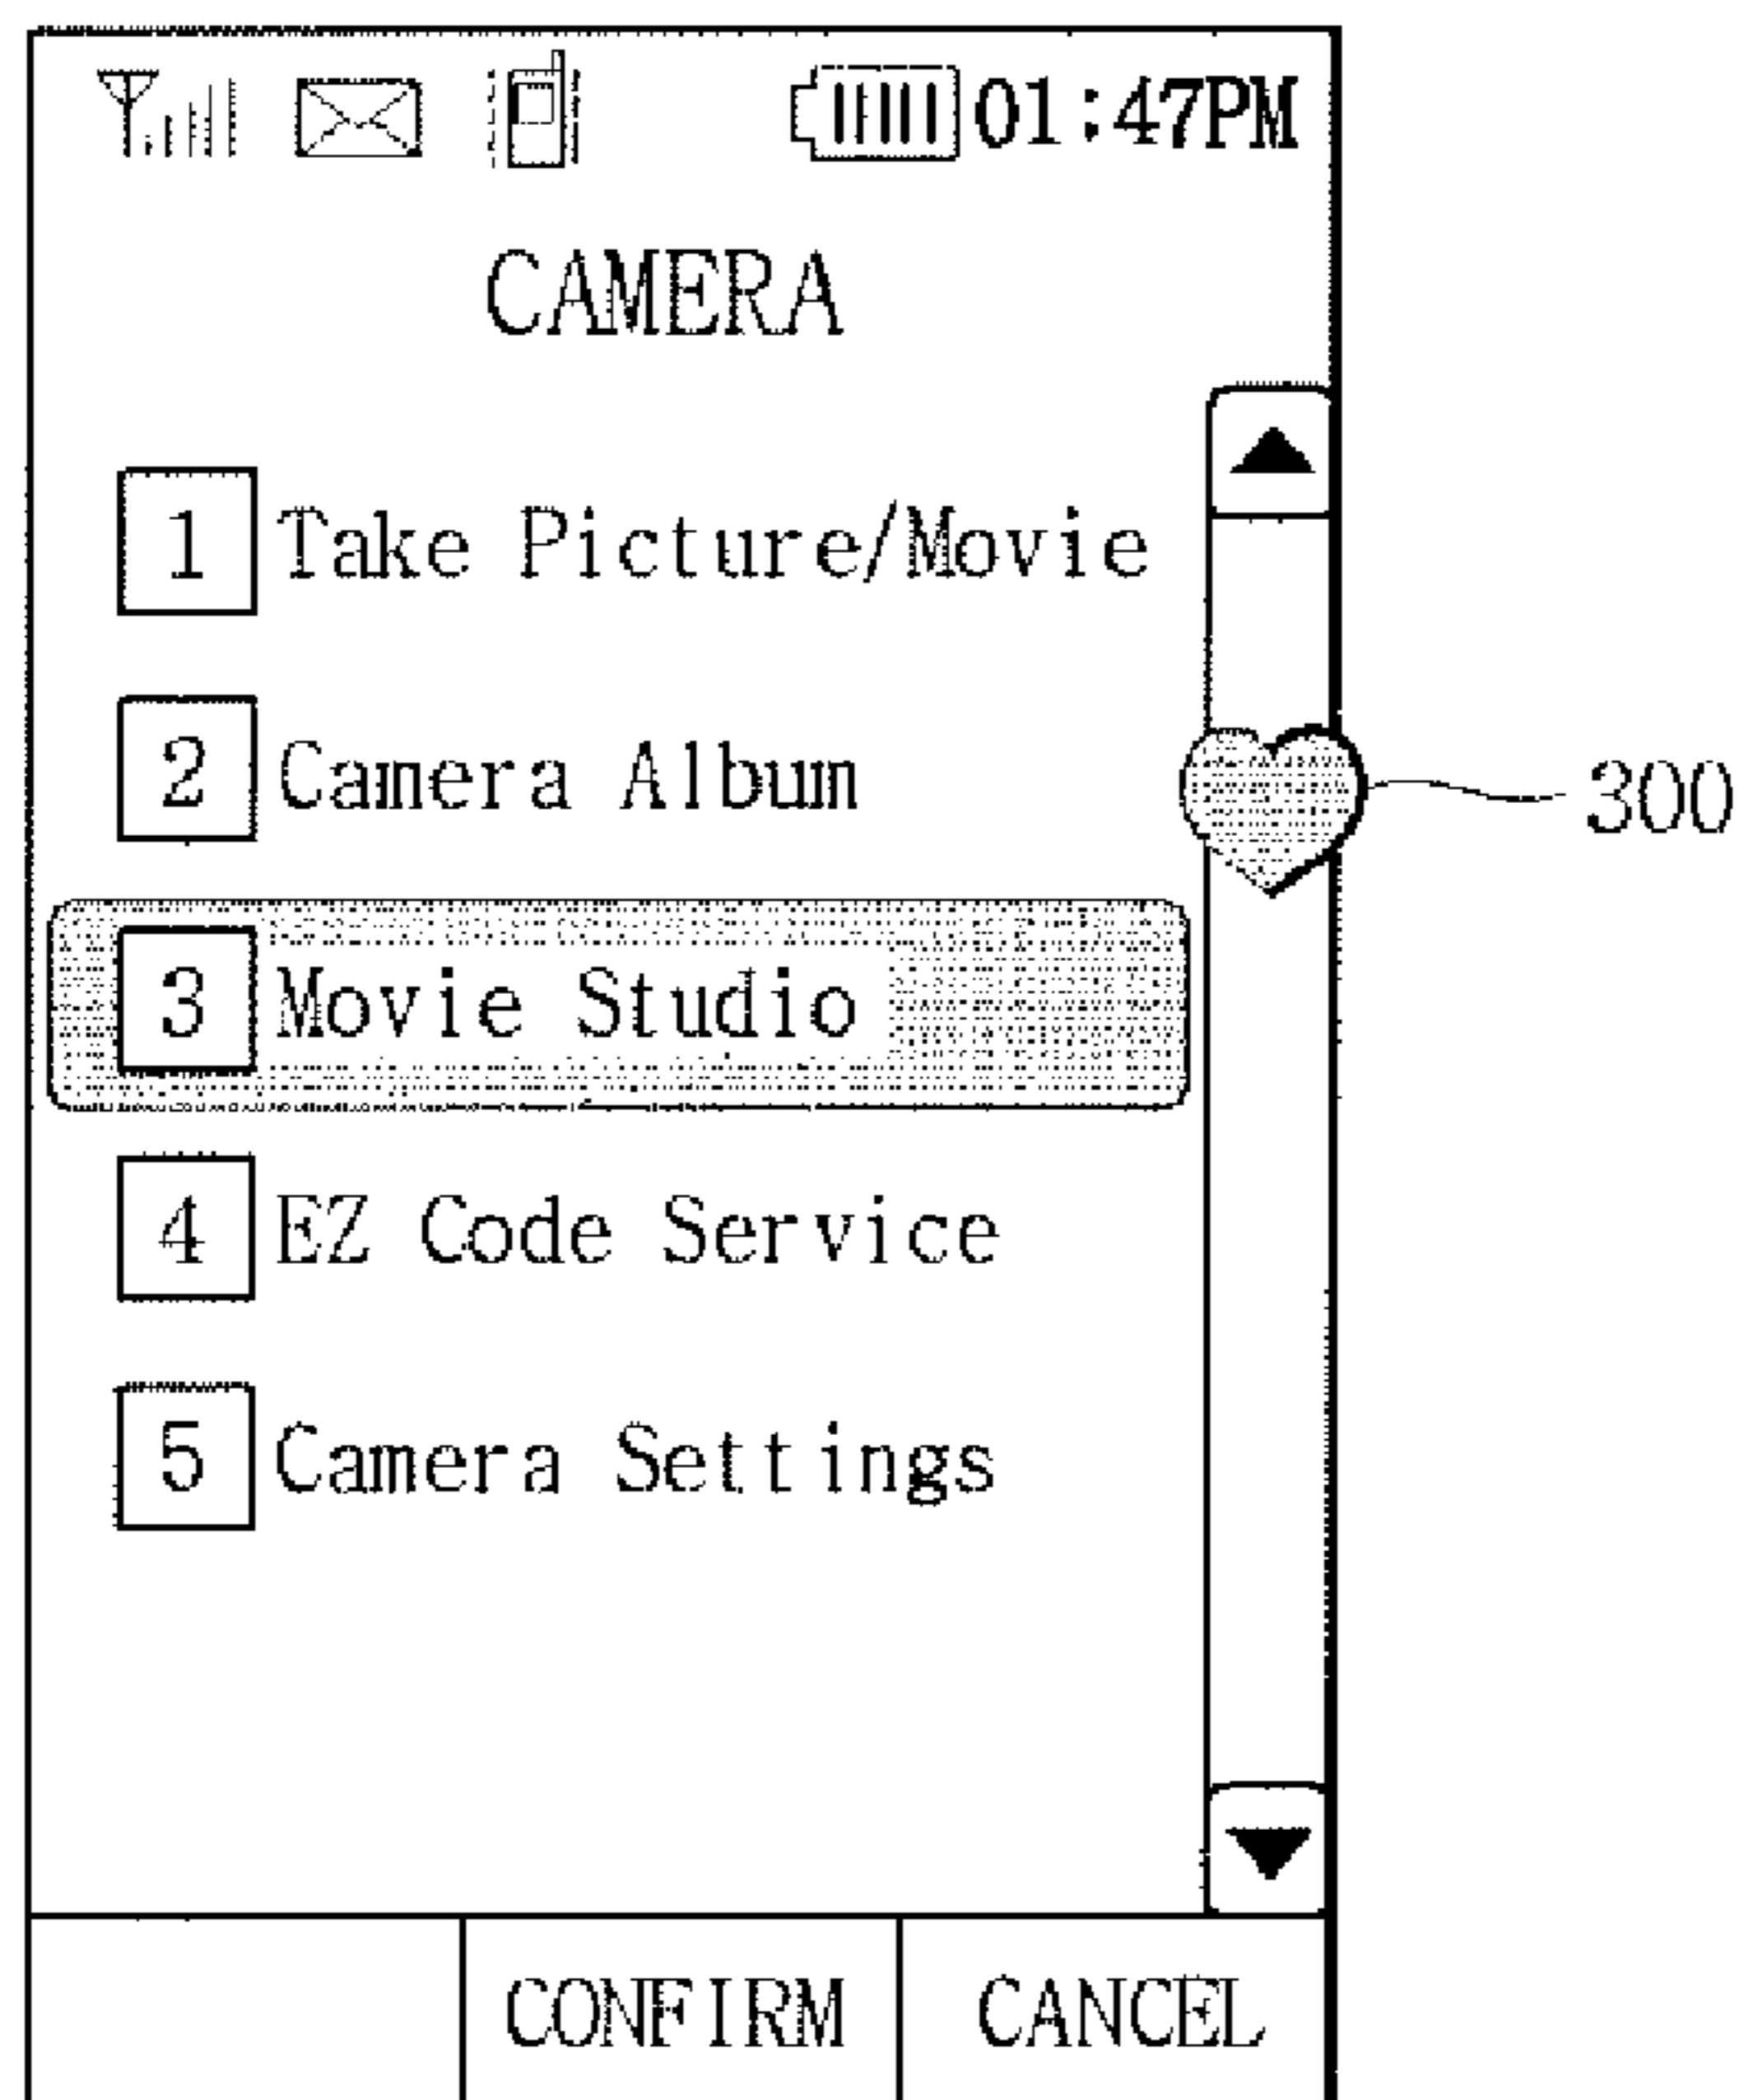 01:47PM
CAMERA
1 Take Picture/Movie
2 Camera Album
300
3 Movie Studio
4 EZ Code Service
5 Camera Settings
CONFIRM CANCEL